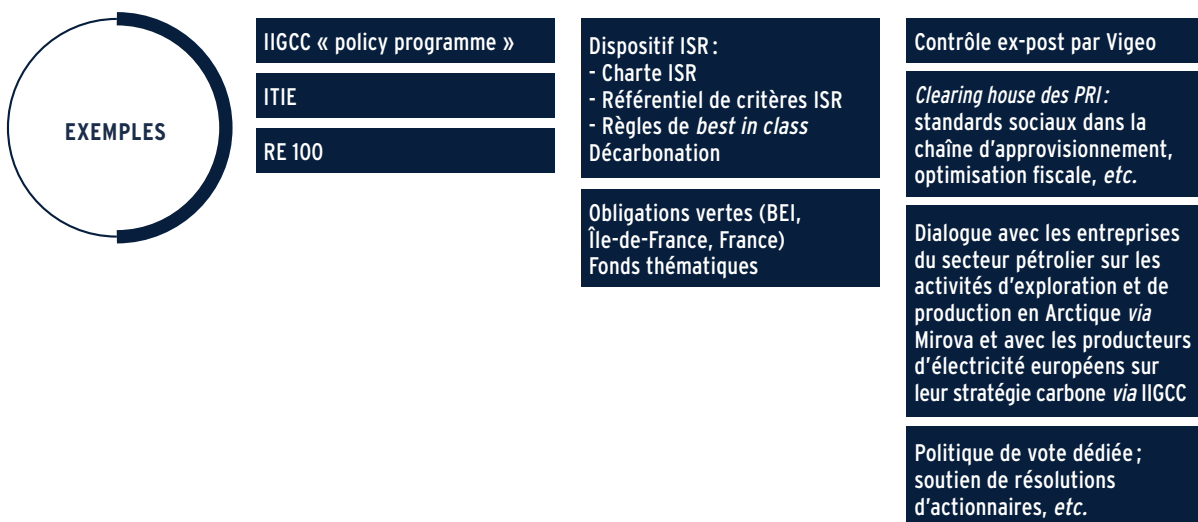 EXEMPLES
IIGCC « policy programme »
ITIE
RE 100
Dispositif ISR :
- Charte ISR
- Référentiel de critères ISR
- Règles de best in class
Décarbonation
Obligations vertes (BEI,
Île-de-France, France)
Fonds thématiques
Contrôle ex-post par Vigeo
Clearing house des PRI :
standards sociaux dans la
chaîne d’approvisionnement,
optimisation fiscale, etc.
Dialogue avec les entreprises
du secteur pétrolier sur les
activités d’exploration et de
production en Arctique via
Mirova et avec les producteurs
d’électricité européens sur
leur stratégie carbone via IIGCC
Politique de vote dédiée ;
soutien de résolutions
d’actionnaires, etc.